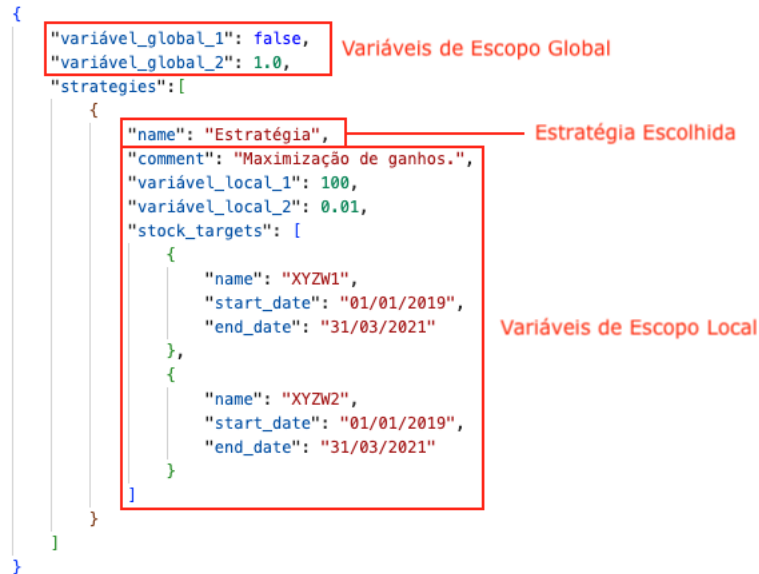 {
"variável_global_1": false,
Variáveis de Escopo Global
"variável_global_2": 1.0,
"strategies":[
{
"name": "Estratégia",
Estratégia Escolhida
"comment": "Maximização de ganhos.",
"variável_local_1": 100,
"variável_local_2": 0.01,
"stock_targets": [
{
"name": "XYZW1",
"start_date": "01/01/2019",
"end_date": "31/03/2021"
Variáveis de Escopo Local
},
{
"name": "XYZW2",
"start_date": "01/01/2019",
"end_date": "31/03/2021"
}
]
}
]
}